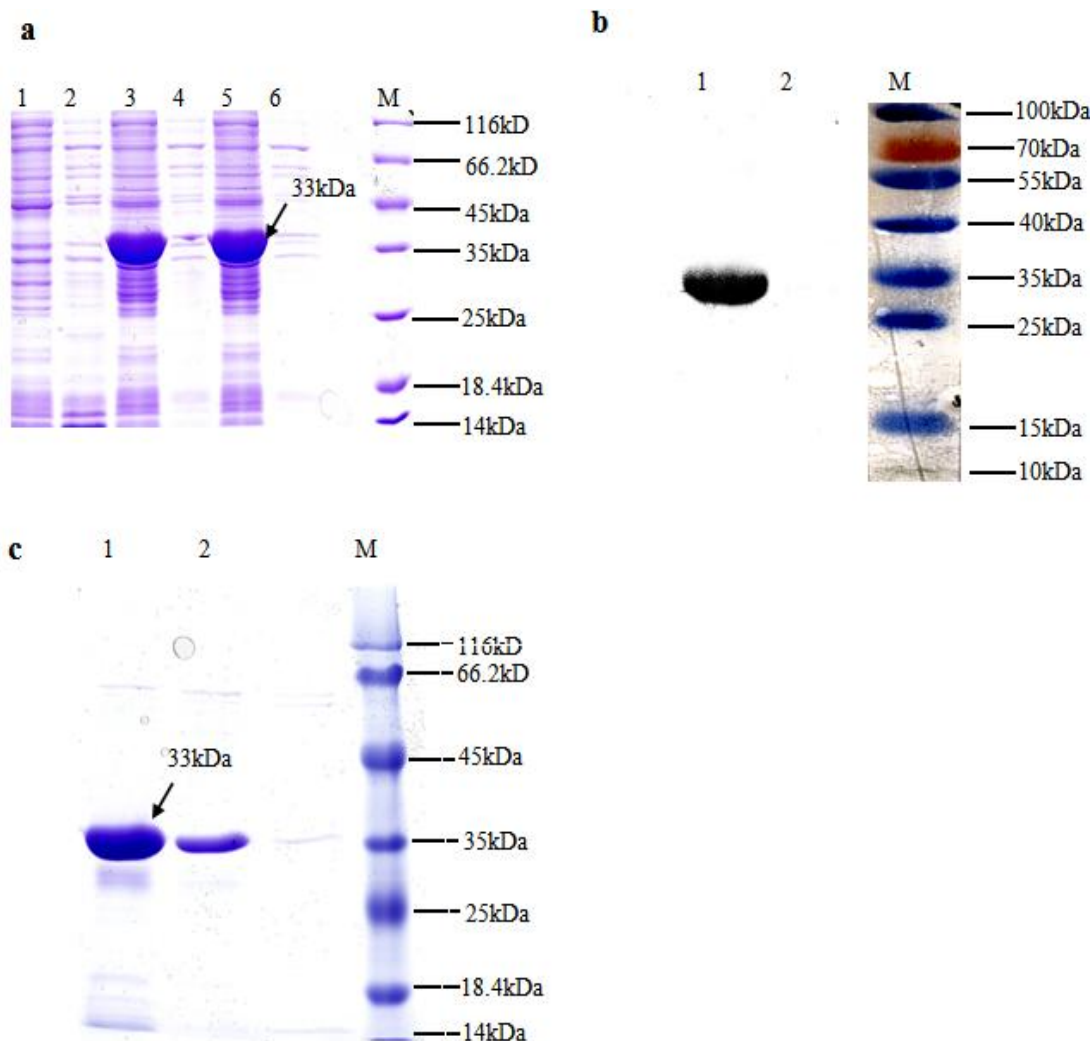 a
1 2 3 4 5 6 M
116kD
66.2kD
33kDa
45kDa
35kDa
25kDa
18.4kDa
14kDa
b
1 2 M
100kDa
70kDa
55kDa
40kDa
35kDa
25kDa
15kDa
10kDa
c 1 2 M
116kD
66.2kD
33kDa
45kDa
35kDa
25kDa
18.4kDa
14kDa